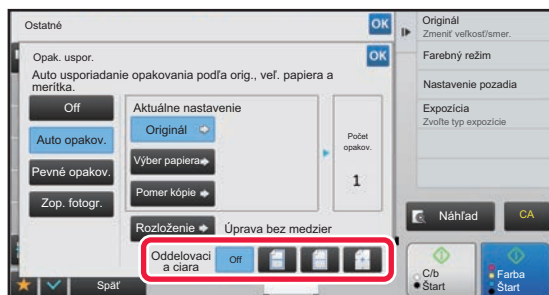 Ostatné
OK
Opak. uspor.
OK
Auto usporiadanie opakovania podľa orig., veľ. papiera a
merítka.
Off
Auto opakov.
Pevné opakov.
Zop. fotogr.
Aktuálne nastavenie
Originál
Výber papiera
Pomer kópie
Počet
opakov.
1
Rozloženie
Úprava bez medzier
Oddelovaci
a ciara
Off
Späť
Originál
Zmeniť veľkosť/smer.
Farebný režim
Nastavenie pozadia
Expozícia
Zvoľte typ expozície
Náhľad
CA
C/b
Štart
Farba
Štart